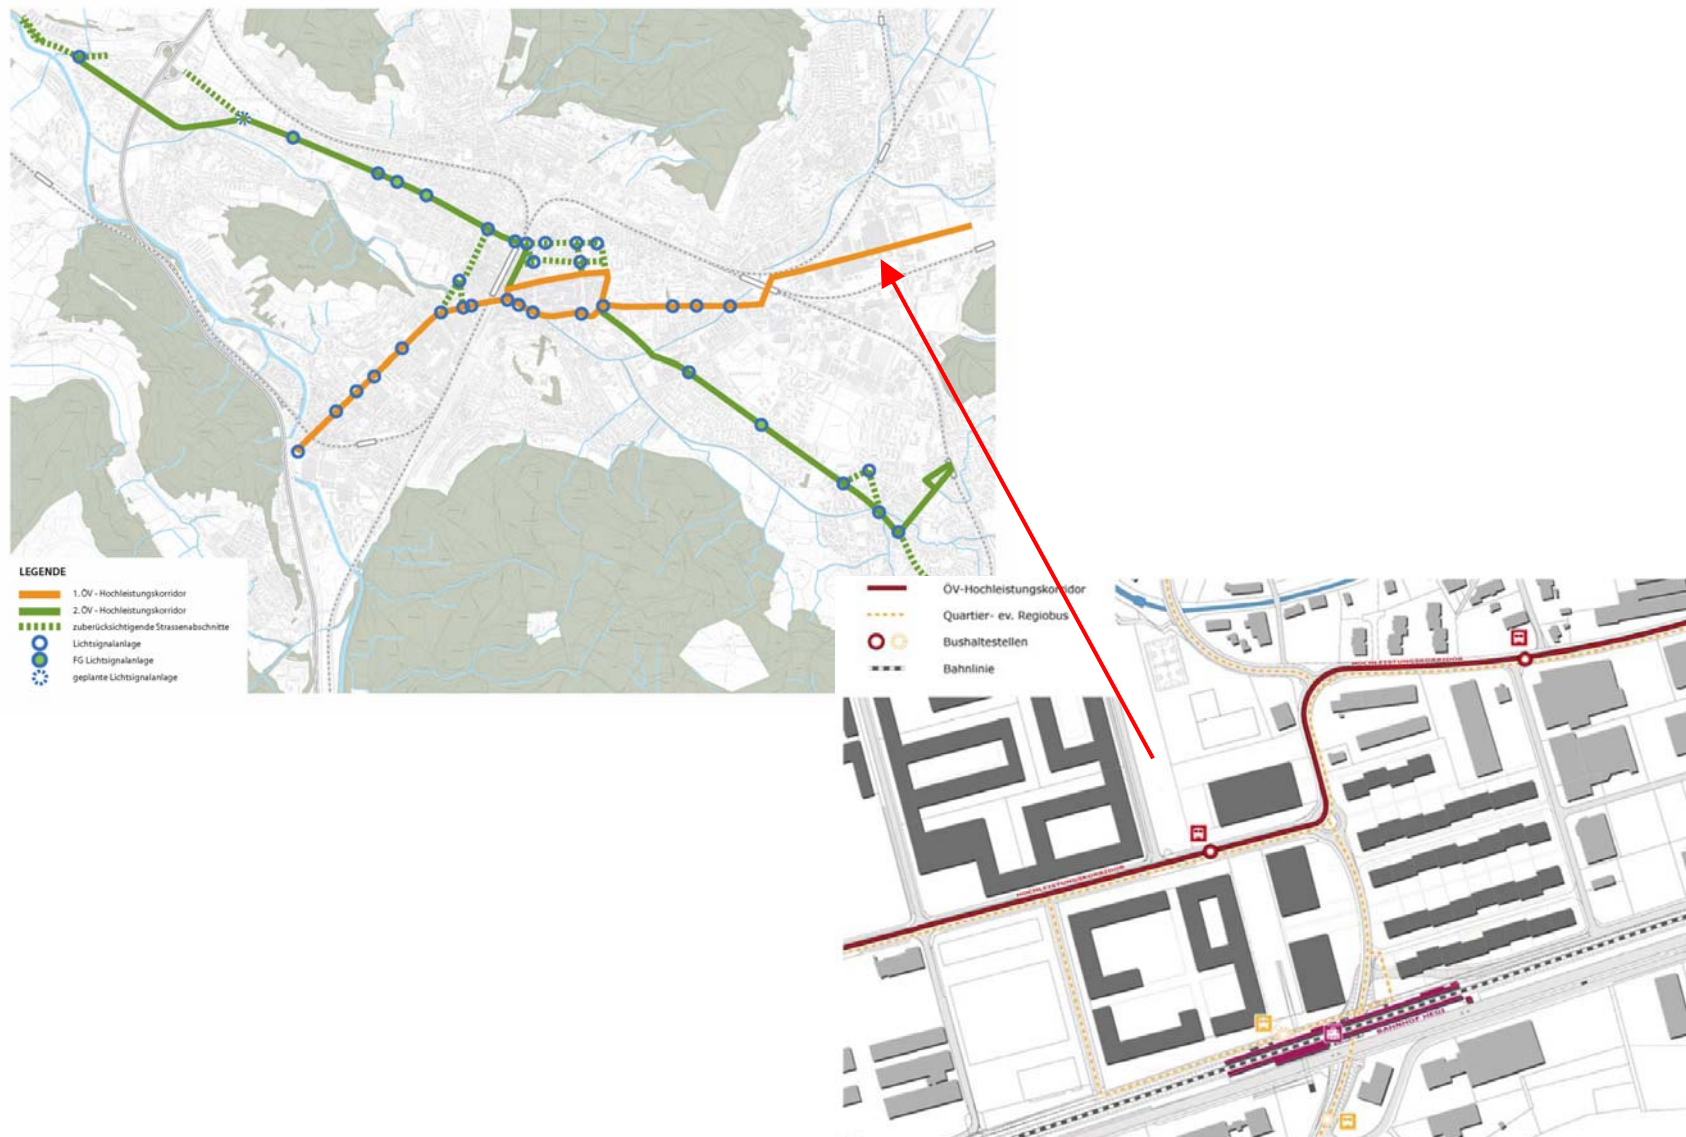 LEGENDE
1. ÖV - Hochleistungskorridor
2. ÖV - Hochleistungskorridor
zuberücksichtigende Strassenabschnitte
Lichtsignalanlage
FG Lichtsignalanlage
geplante Lichtsignalanlage
ÖV-Hochleistungskorridor
Quartier- ev. Regiobus
Bushaltestellen
Bahnlinie
HOCHLEISTUNGSKORRIDOR
HOCHLEISTUNGSKORRIDOR
BAHNHOF HEGI